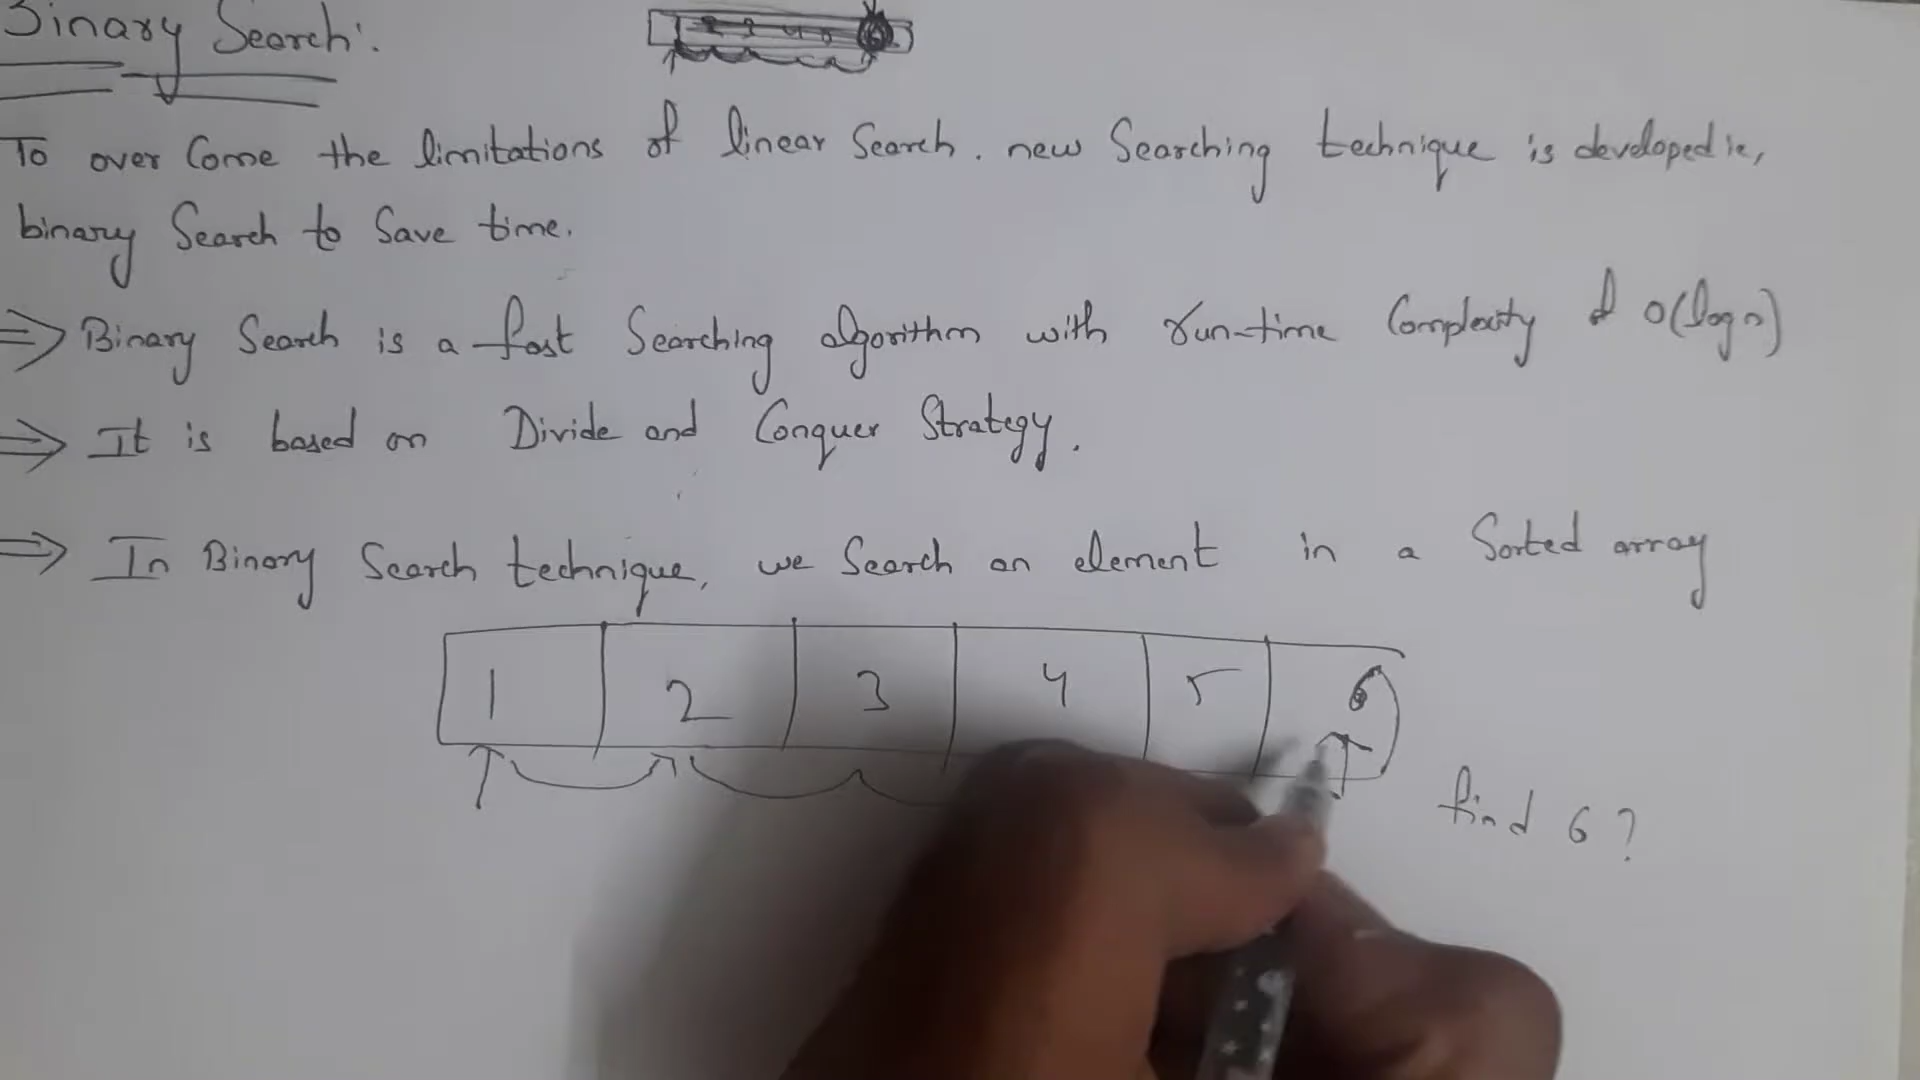 Binary Search:
To over Come the limitations of linear Search. new Searching technique is developed ie,
binary Search to Save time.
⇒ Binary Search is a fast Searching algorithm with run-time Complexity of O(log n)
⇒ It is based on Divide and Conquer Strategy.
⇒ In Binary Search technique, we Search an element in a Sorted array
1 2 3 4 5 6
find 6 ?